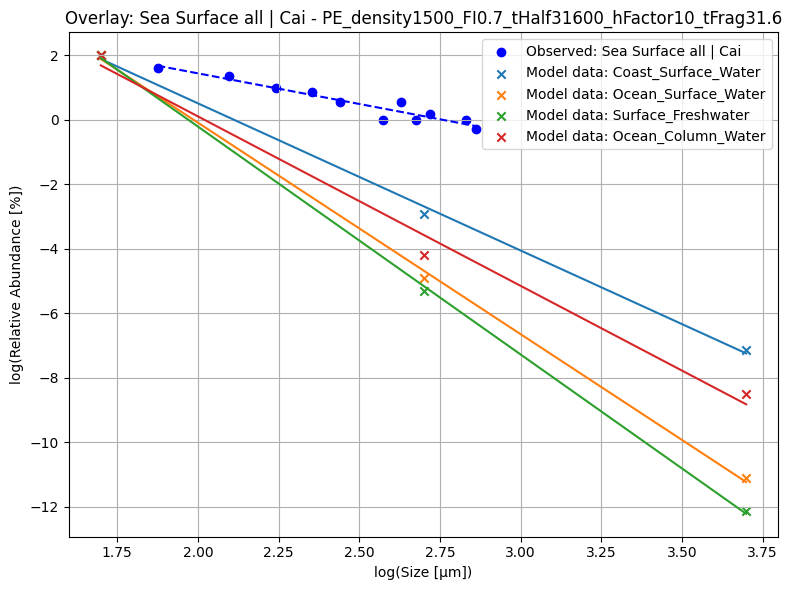 Overlay: Sea Surface all | Cai - PE_density1500_FI0.7_tHalf31600_hFactor10_tFrag31.6
Observed: Sea Surface all | Cai
Model data: Coast_Surface_Water
Model data: Ocean_Surface_Water
Model data: Surface_Freshwater
Model data: Ocean_Column_Water
log(Relative Abundance [%])
2
0
−2
−4
−6
−8
−10
−12
1.75 2.00 2.25 2.50 2.75 3.00 3.25 3.50 3.75
log(Size [μm])